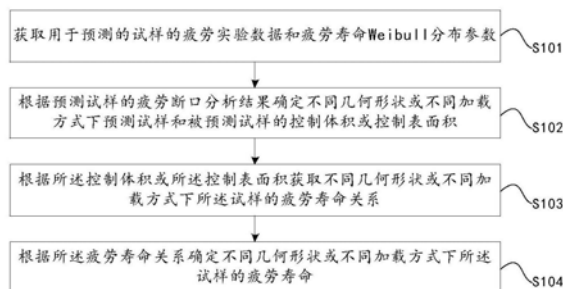 获取用于预测的试样的疲劳实验数据和疲劳寿命Weibull分布参数
S101
根据预测试样的疲劳断口分析结果确定不同几何形状或不同加载
方式下预测试样和被预测试样的控制体积或控制表面积
S102
根据所述控制体积或所述控制表面积获取不同几何形状或不同加
载方式下所述试样的疲劳寿命关系
S103
根据所述疲劳寿命关系确定不同几何形状或不同加载方式下所述
试样的疲劳寿命
S104